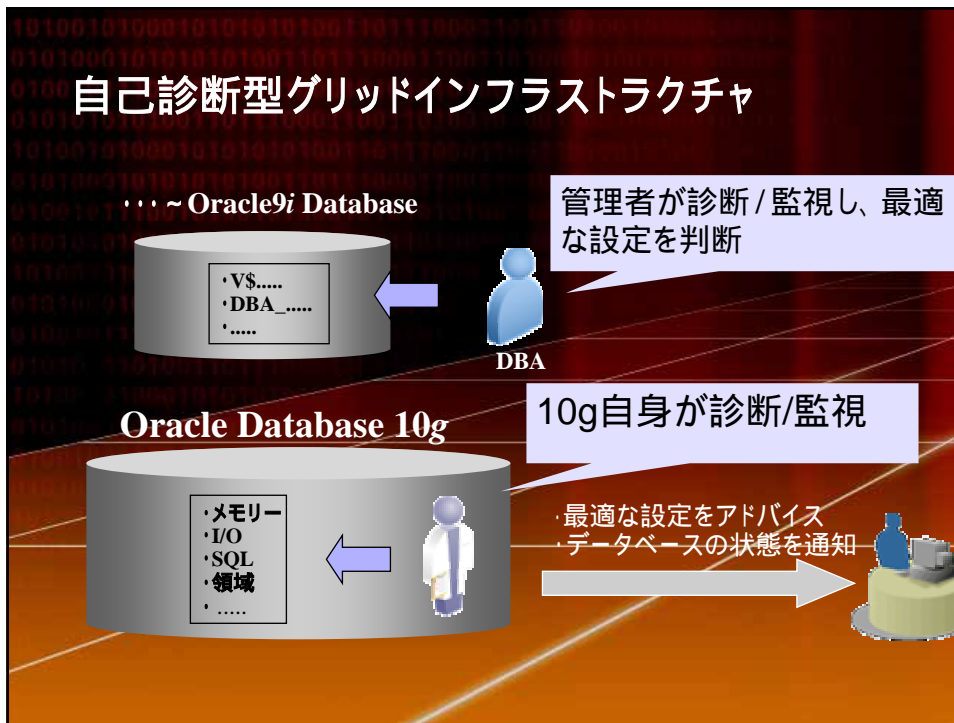 自己診断型グリッドインフラストラクチャ
・・・~Oracle9i Database
管理者が診断/監視し、最適
な設定を判断
・V$.....
・DBA_.....
・.....
DBA
Oracle Database 10g
10g自身が診断/監視
・メモリー
・I/O
・SQL
・領域
・.....
・最適な設定をアドバイス
・データベースの状態を通知